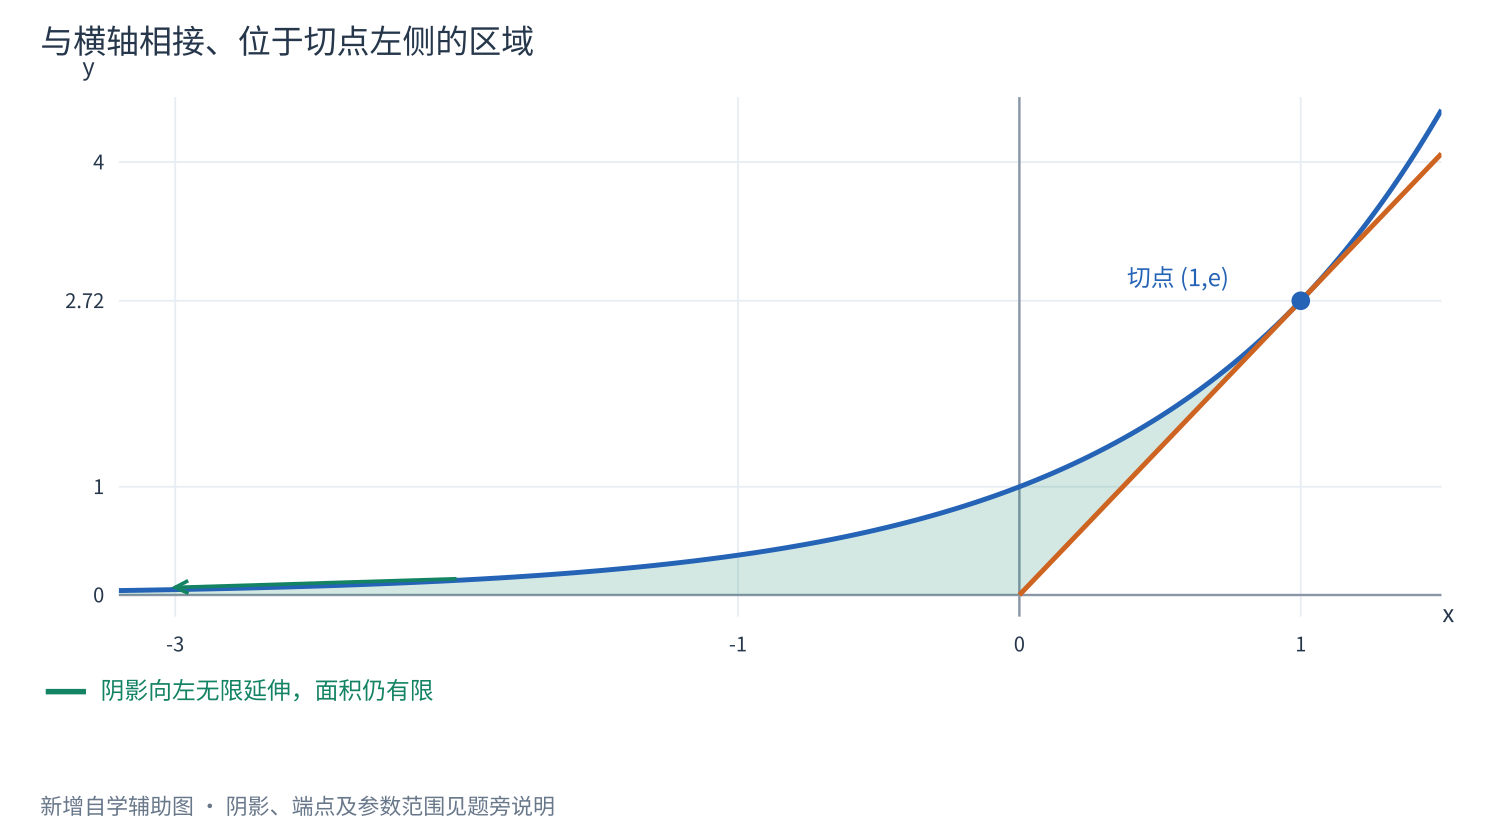 与横轴相接、位于切点左侧的区域
y
4
切点 (1,e)
2.72
1
0
x
-3
-1
0
1
阴影向左无限延伸，面积仍有限
新增自学辅助图 · 阴影、端点及参数范围见题旁说明